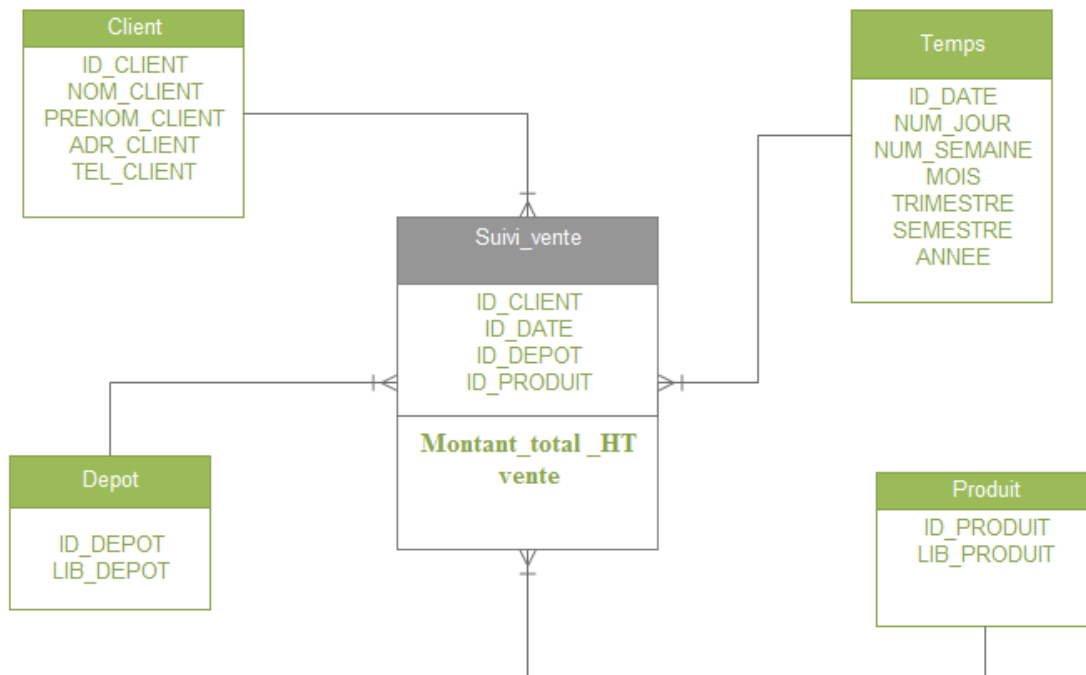 Client
ID_CLIENT
NOM_CLIENT
PRENOM_CLIENT
ADR_CLIENT
TEL_CLIENT
Temps
ID_DATE
NUM_JOUR
NUM_SEMAINE
MOIS
TRIMESTRE
SEMESTRE
ANNEE
Suivi_vente
ID_CLIENT
ID_DATE
ID_DEPOT
ID_PRODUIT
Montant_total _HT
vente
Depot
ID_DEPOT
LIB_DEPOT
Produit
ID_PRODUIT
LIB_PRODUIT